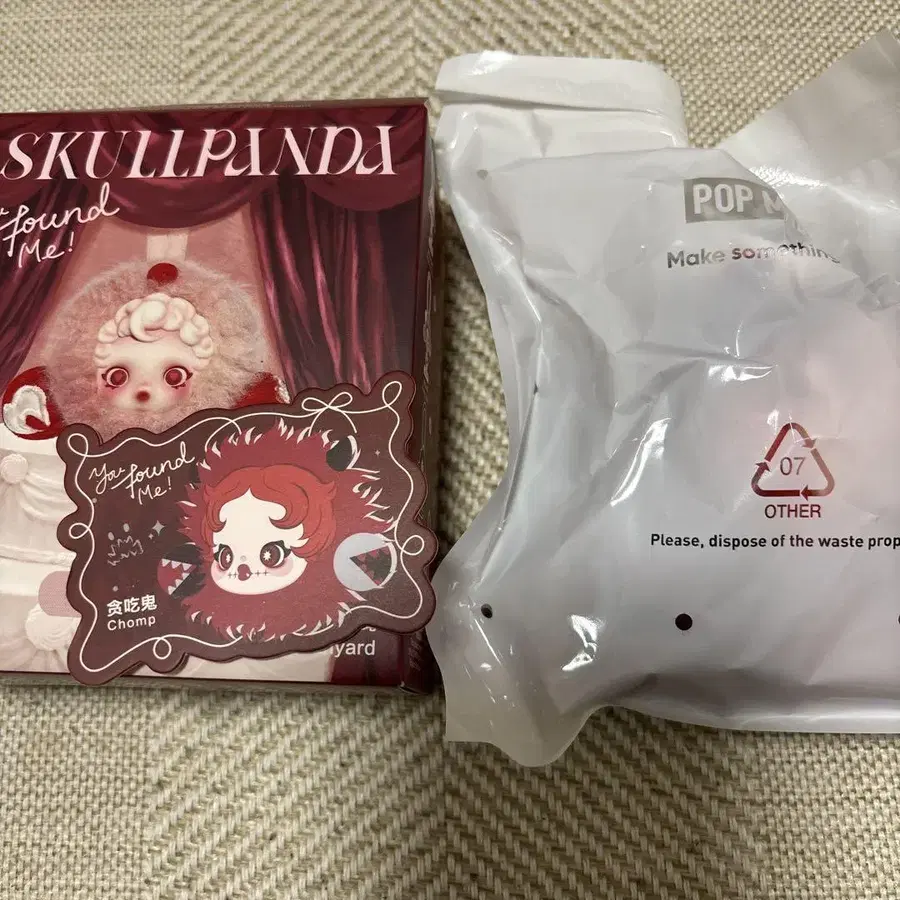 SKULLPANDA
found
Me!
You found
Me!
贪吃鬼
Chomp
yard
POP M
Make something
07
OTHER
Please, dispose of the waste prop